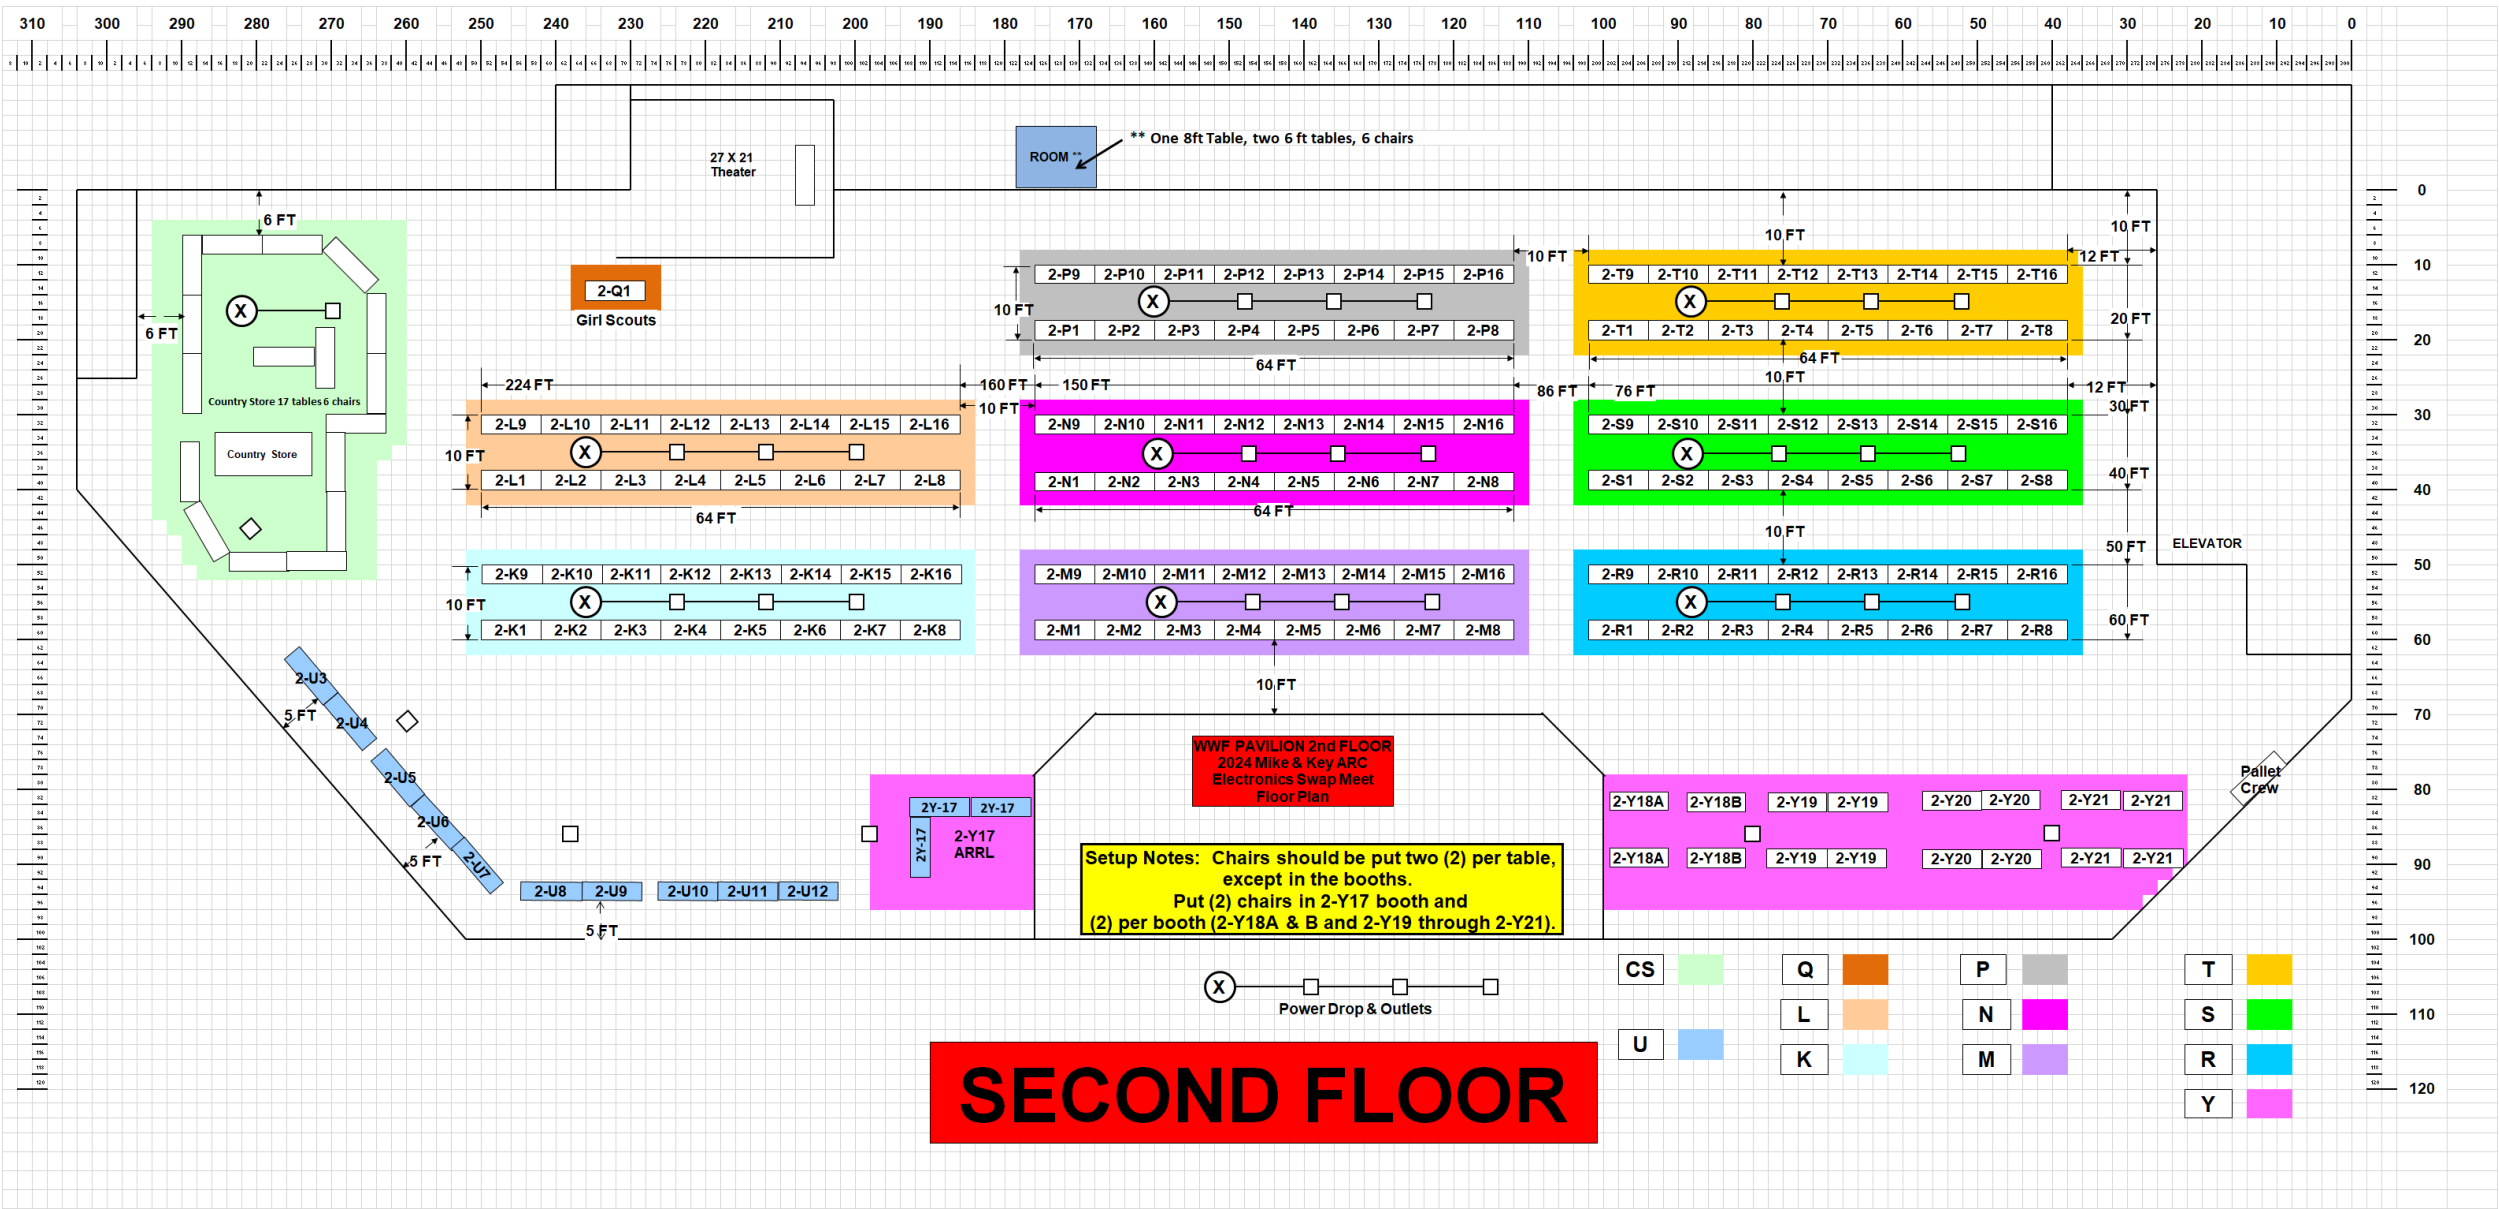 310 300 290 280 270 260 250 240 230 220 210 200 190 180 170 160 150 140 130 120 110 100 90 80 70 60 50 40 30 20 10 0
** One 8ft Table, two 6 ft tables, 6 chairs
ROOM **
27 X 21
Theater
0
6 FT
10 FT
10 FT
10 FT
12 FT
10
2-P9 2-P10 2-P11 2-P12 2-P13 2-P14 2-P15 2-P16
2-T9 2-T10 2-T11 2-T12 2-T13 2-T14 2-T15 2-T16
2-Q1
Girl Scouts
X
X
X
10 FT
6 FT
20 FT
2-P1 2-P2 2-P3 2-P4 2-P5 2-P6 2-P7 2-P8
2-T1 2-T2 2-T3 2-T4 2-T5 2-T6 2-T7 2-T8
20
64 FT
64 FT
10 FT
224 FT
160 FT
150 FT
86 FT
76 FT
12 FT
Country Store 17 tables 6 chairs
10 FT
30 FT
30
2-L9 2-L10 2-L11 2-L12 2-L13 2-L14 2-L15 2-L16
2-N9 2-N10 2-N11 2-N12 2-N13 2-N14 2-N15 2-N16
2-S9 2-S10 2-S11 2-S12 2-S13 2-S14 2-S15 2-S16
Country Store
10 FT
X
X
X
40 FT
2-L1 2-L2 2-L3 2-L4 2-L5 2-L6 2-L7 2-L8
2-N1 2-N2 2-N3 2-N4 2-N5 2-N6 2-N7 2-N8
2-S1 2-S2 2-S3 2-S4 2-S5 2-S6 2-S7 2-S8
40
64 FT
64 FT
10 FT
50 FT
ELEVATOR
50
2-K9 2-K10 2-K11 2-K12 2-K13 2-K14 2-K15 2-K16
2-M9 2-M10 2-M11 2-M12 2-M13 2-M14 2-M15 2-M16
2-R9 2-R10 2-R11 2-R12 2-R13 2-R14 2-R15 2-R16
10 FT
X
X
X
60 FT
2-K1 2-K2 2-K3 2-K4 2-K5 2-K6 2-K7 2-K8
2-M1 2-M2 2-M3 2-M4 2-M5 2-M6 2-M7 2-M8
2-R1 2-R2 2-R3 2-R4 2-R5 2-R6 2-R7 2-R8
60
2-U3
10 FT
5 FT
2-U4
70
WWF PAVILION 2nd FLOOR
2024 Mike & Key ARC
Electronics Swap Meet
Floor Plan
2-U5
Pallet
Crew
80
2Y-17 2Y-17
2-Y18A 2-Y18B 2-Y19 2-Y19 2-Y20 2-Y20 2-Y21 2-Y21
2-U6
2Y-17
2-Y17
ARRL
5 FT
2-U7
Setup Notes: Chairs should be put two (2) per table,
except in the booths.
Put (2) chairs in 2-Y17 booth and
(2) per booth (2-Y18A & B and 2-Y19 through 2-Y21).
2-Y18A 2-Y18B 2-Y19 2-Y19 2-Y20 2-Y20 2-Y21 2-Y21
90
2-U8 2-U9 2-U10 2-U11 2-U12
5 FT
100
X
Power Drop & Outlets
CS Q P T
L N S
110
U K M R
Y
120
SECOND FLOOR